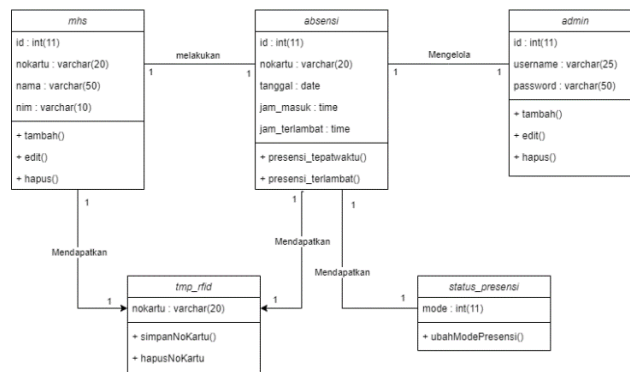 mhs
id : int(11)
nokartu : varchar(20)
nama : varchar(50)
nim : varchar(10)
+ tambah()
+ edit()
+ hapus()
melakukan
1
1
absensi
id : int(11)
nokartu : varchar(20)
tanggal : date
jam_masuk : time
jam_terlambat : time
+ presensi_tepatwaktu()
+ presensi_terlambat()
Mengelola
1
1
admin
id : int(11)
username : varchar(25)
password : varchar(50)
+ tambah()
+ edit()
+ hapus()
1
1
1
Mendapatkan
Mendapatkan
Mendapatkan
1
1
1
tmp_rfid
nokartu : varchar(20)
+ simpanNoKartu()
+ hapusNoKartu
status_presensi
mode : int(11)
+ ubahModePresensi()